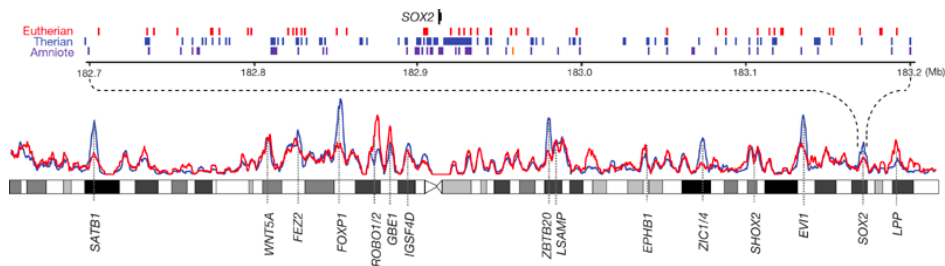 SOX2
Eutherian
Therian
Amniote
182.7 182.8 182.9 183.0 183.1 183.2 (Mb)
SATB1 WNT5A FEZ2 FOXP1 ROBO1/2 GBE1 IGSF4D ZBTB20 LSAMP EPHB1 ZIC1/4 SHOX2 EVI1 SOX2 LPP